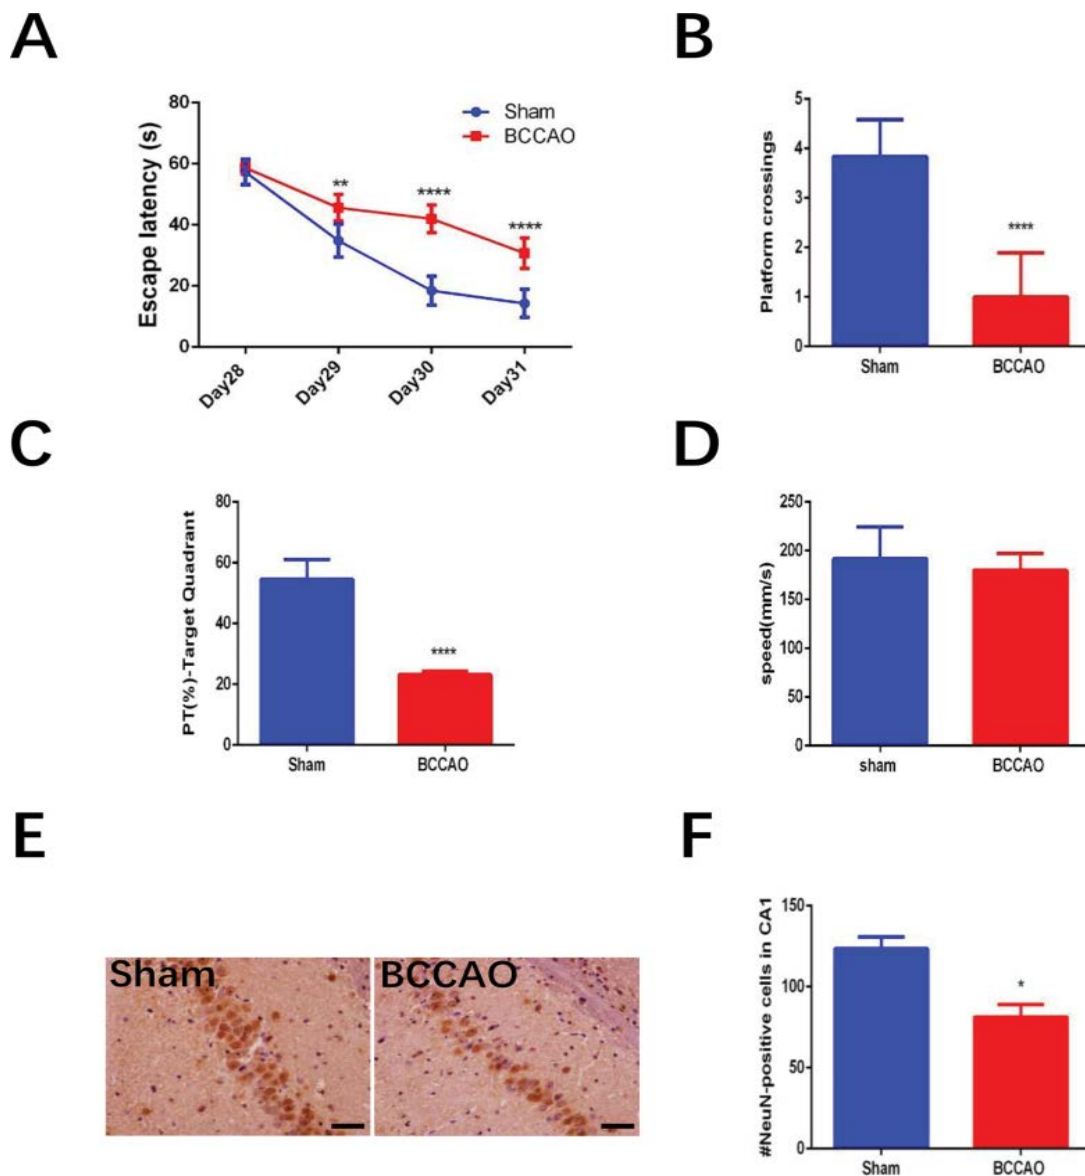 A
Escape latency (s)
80
60
40
20
0
Sham
BCCAO
**
****
****
Day28
Day29
Day30
Day31
B
Platform crossings
5
4
3
2
1
0
****
Sham
BCCAO
C
PT(%)-Target Quadrant
80
60
40
20
0
****
Sham
BCCAO
D
speed(mm/s)
250
200
150
100
50
0
sham
BCCAO
E
Sham
BCCAO
F
#NeuN-positive cells in CA1
150
100
50
0
*
Sham
BCCAO